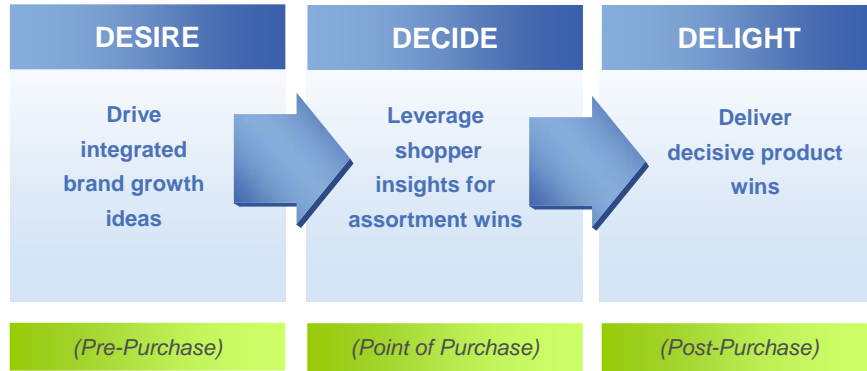 DESIRE
Drive
integrated
brand growth
ideas
(Pre-Purchase)
DECIDE
Leverage
shopper
insights for
assortment wins
(Point of Purchase)
DELIGHT
Deliver
decisive product
wins
(Post-Purchase)